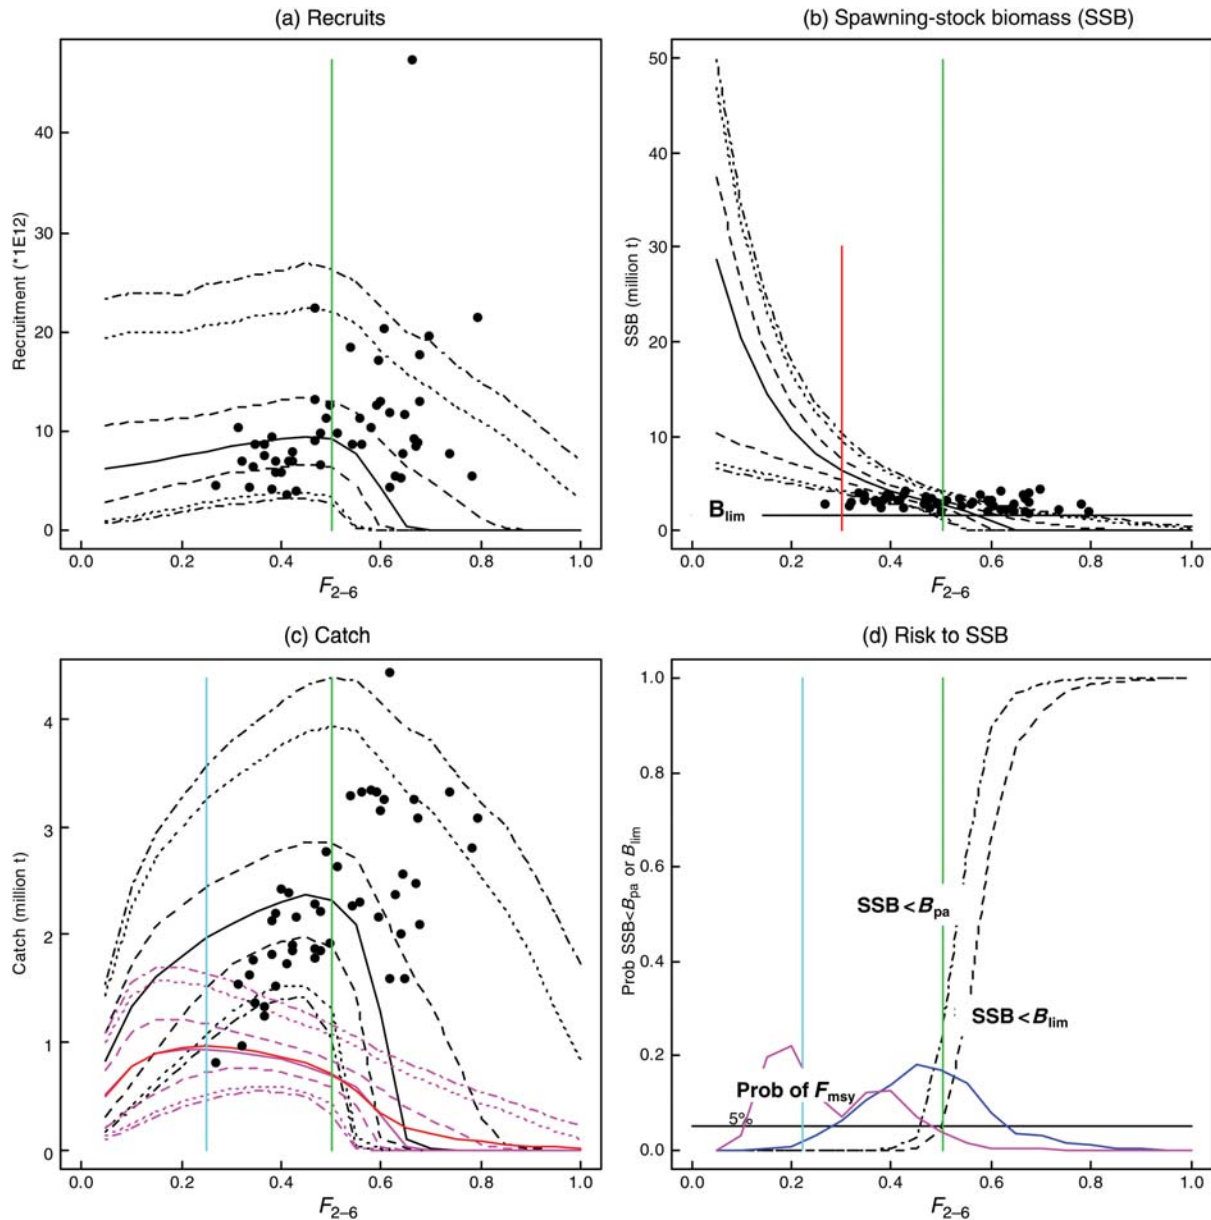 (a) Recruits
Recruitment (*1E12)
40
30
20
10
0
0.0 0.2 0.4 0.6 0.8 1.0
F2–6
(b) Spawning-stock biomass (SSB)
SSB (million t)
50
40
30
20
10
0
Blim
0.0 0.2 0.4 0.6 0.8 1.0
F2–6
(c) Catch
Catch (million t)
4
3
2
1
0
0.0 0.2 0.4 0.6 0.8 1.0
F2–6
(d) Risk to SSB
Prob SSB<Bpa or Blim
1.0
0.8
0.6
0.4
0.2
0.0
SSB<Bpa
SSB<Blim
Prob of Fmsy
5%
0.0 0.2 0.4 0.6 0.8 1.0
F2–6